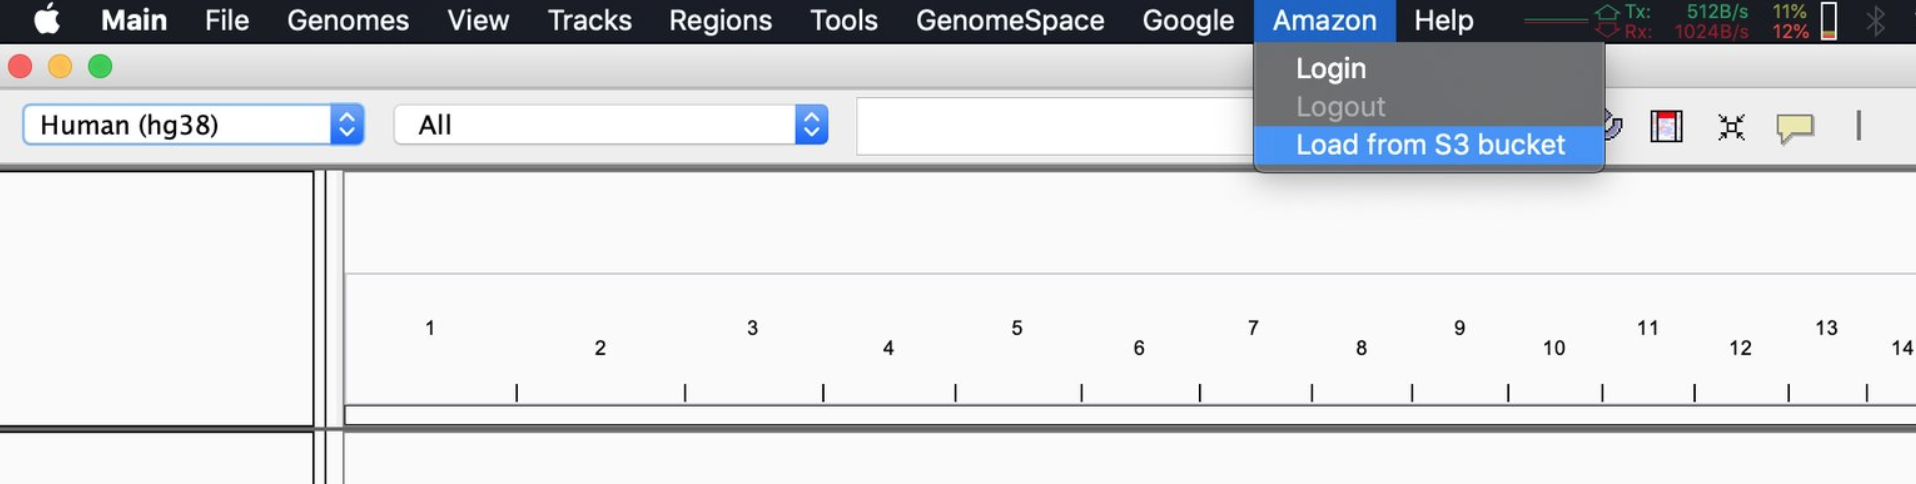 Main File Genomes View Tracks Regions Tools GenomeSpace Google Amazon Help Tx: 512B/s 11%
Rx: 1024B/s 12%
Login
Logout
Load from S3 bucket
Human (hg38) All
1 3 5 7 9 11 13
2 4 6 8 10 12 14